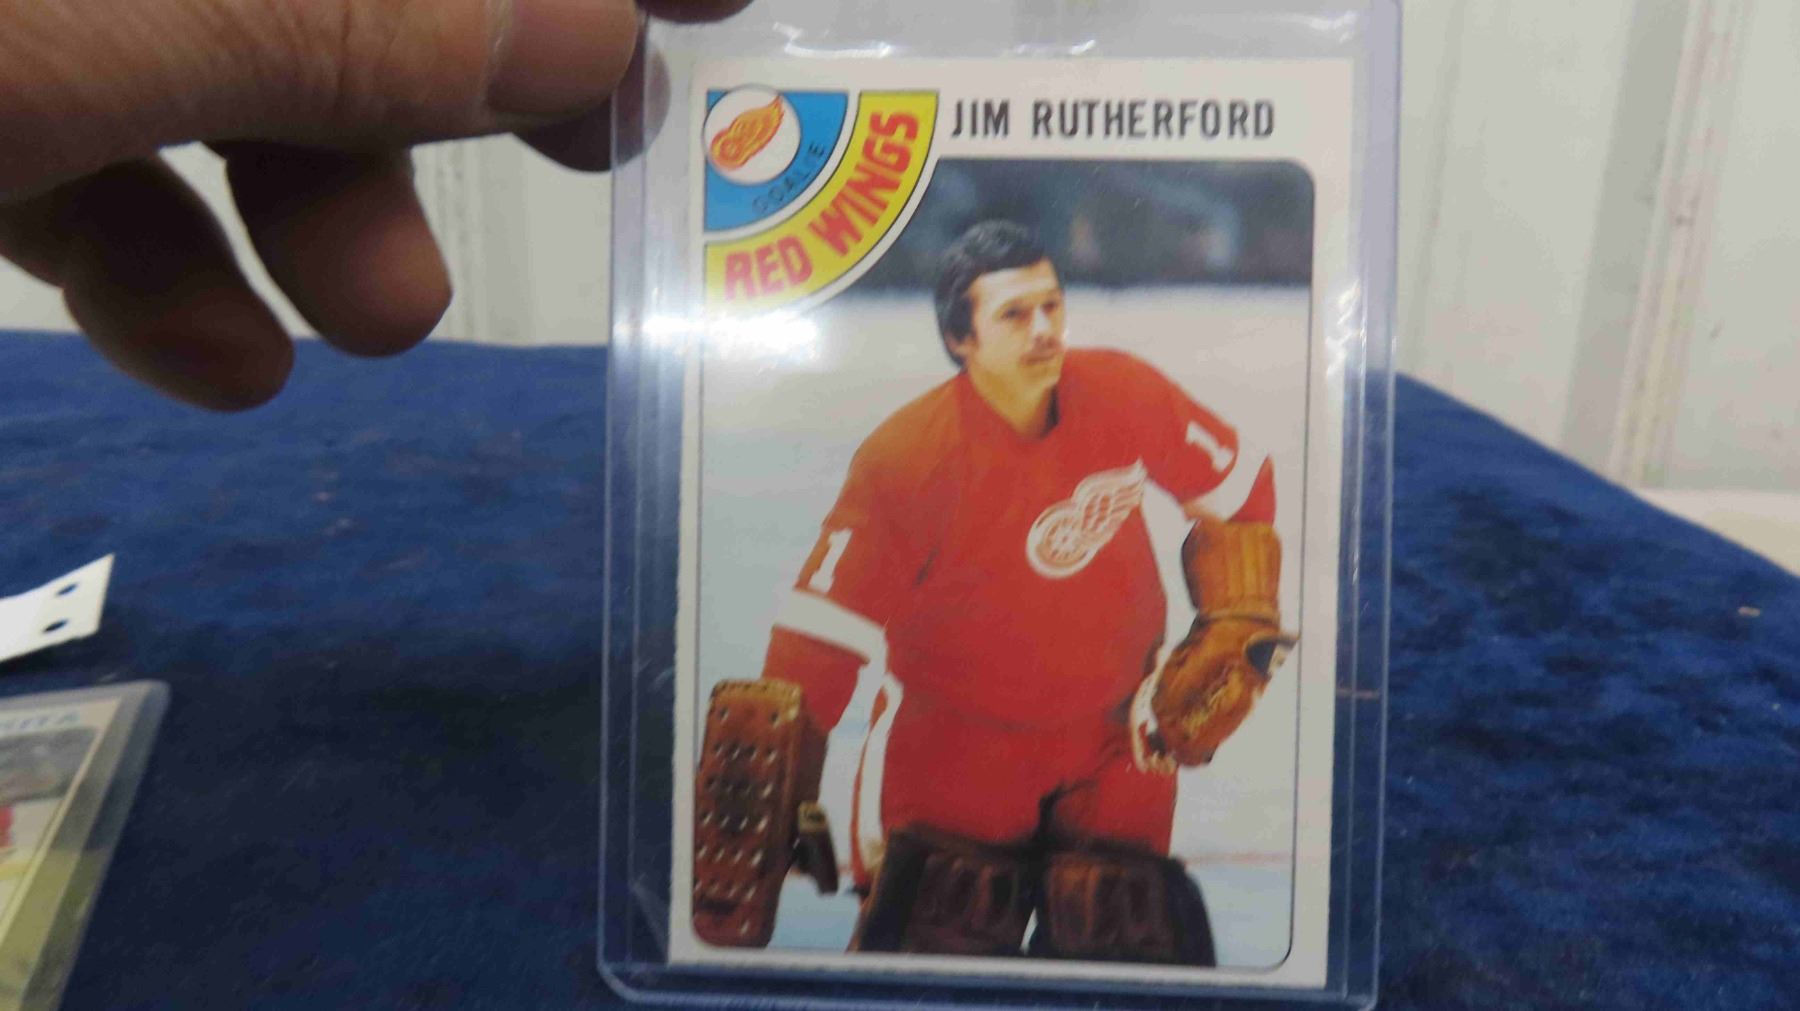 JIM RUTHERFORD
GOALIE
RED WINGS
1
1